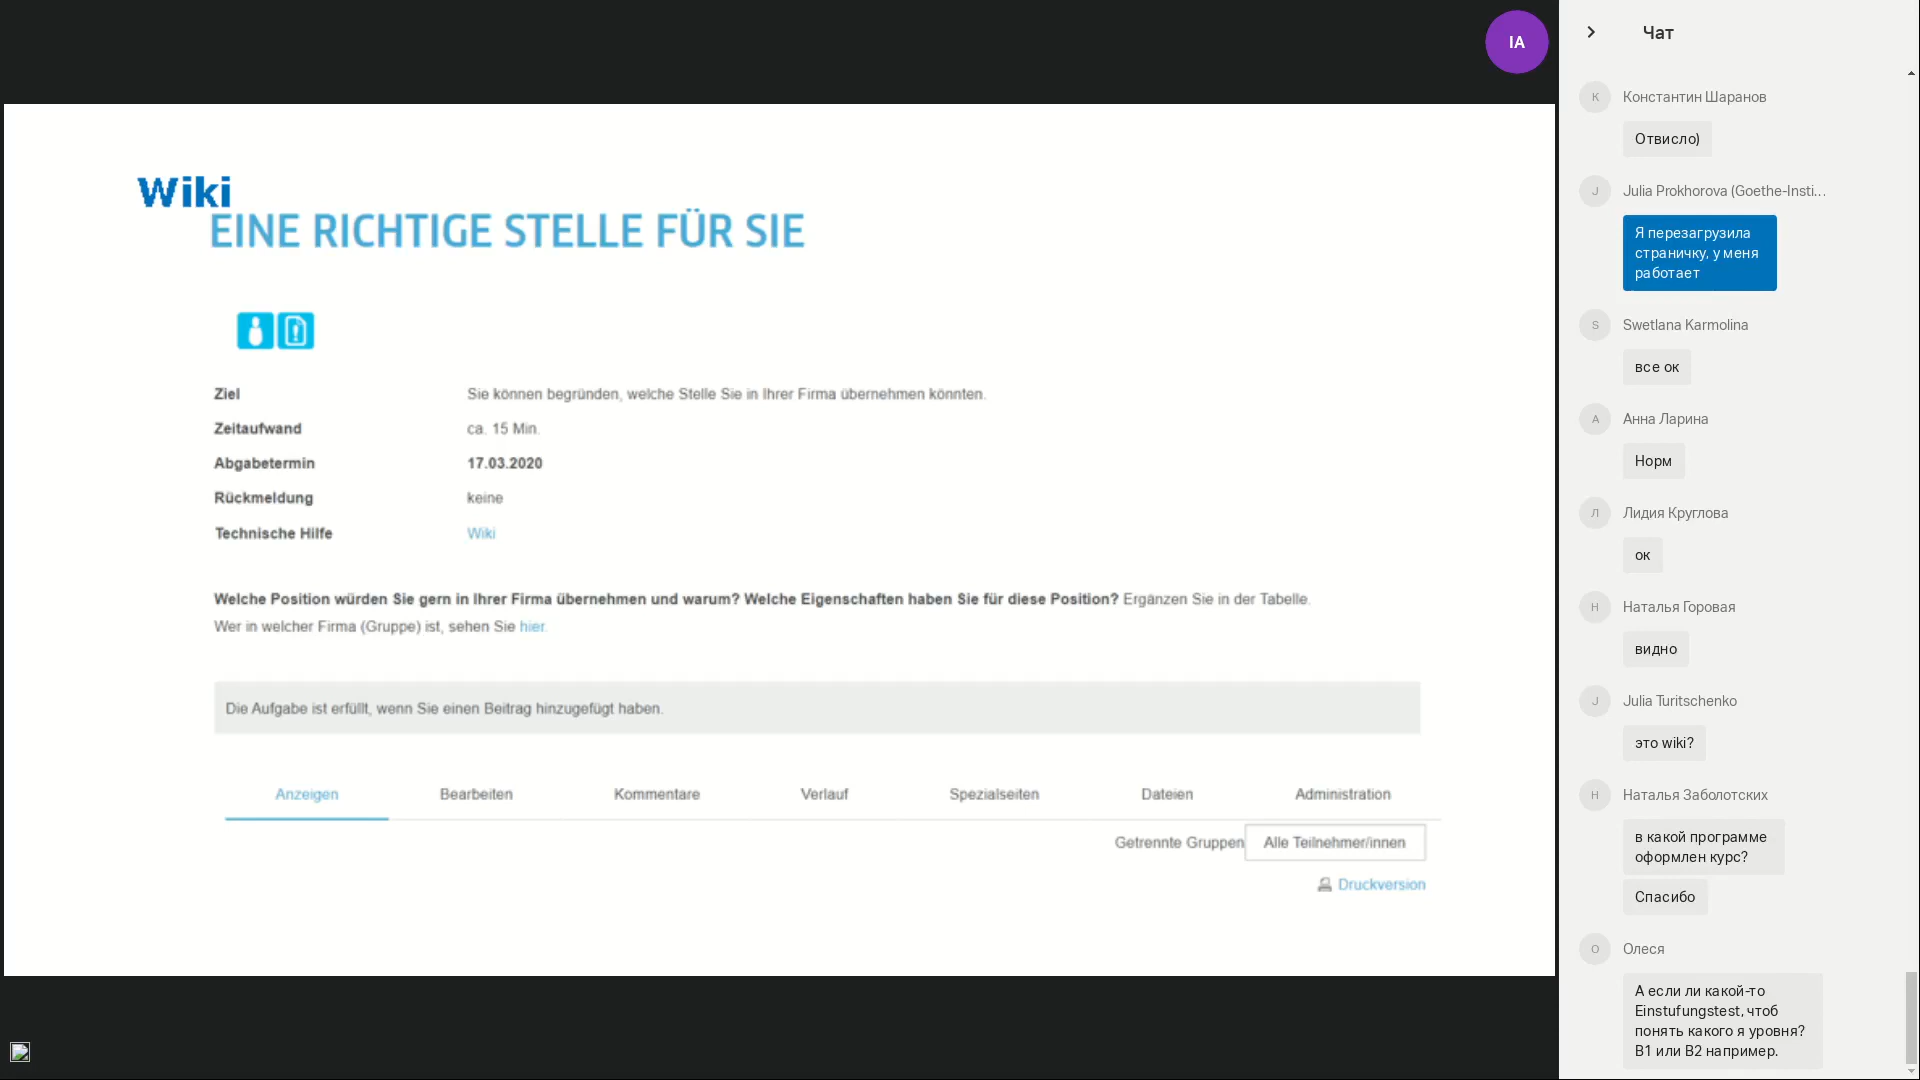 IA
Wiki
EINE RICHTIGE STELLE FÜR SIE
Ziel Sie können begründen, welche Stelle Sie in Ihrer Firma übernehmen könnten.
Zeitaufwand ca. 15 Min.
Abgabetermin 17.03.2020
Rückmeldung keine
Technische Hilfe Wiki
Welche Position würden Sie gern in Ihrer Firma übernehmen und warum? Welche Eigenschaften haben Sie für diese Position? Ergänzen Sie in der Tabelle.
Wer in welcher Firma (Gruppe) ist, sehen Sie hier.
Die Aufgabe ist erfüllt, wenn Sie einen Beitrag hinzugefügt haben.
Anzeigen Bearbeiten Kommentare Verlauf Spezialseiten Dateien Administration
Getrennte Gruppen Alle Teilnehmer/innen
Druckversion
Чат
К Константин Шаранов
Отвисло)
J Julia Prokhorova (Goethe-Insti...
Я перезагрузила
страничку, у меня
работает
S Swetlana Karmolina
все ок
А Анна Ларина
Норм
Л Лидия Круглова
ок
Н Наталья Горовая
видно
J Julia Turitschenko
это wiki?
Н Наталья Заболотских
в какой программе
оформлен курс?
Спасибо
О Олеся
А если ли какой-то
Einstufungstest, чтоб
понять какого я уровня?
В1 или В2 например.